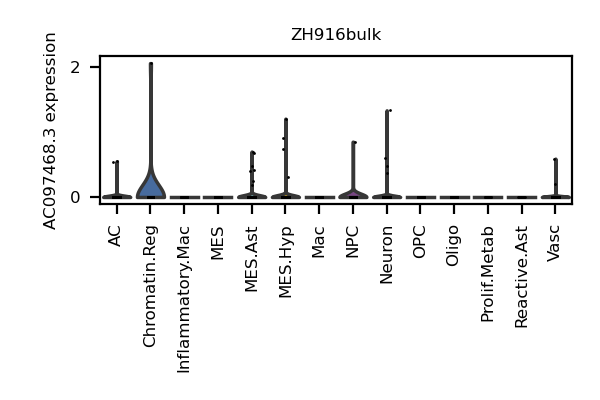 ZH916bulk
AC097468.3 expression
2
0
AC
Chromatin.Reg
Inflammatory.Mac
MES
MES.Ast
MES.Hyp
Mac
NPC
Neuron
OPC
Oligo
Prolif.Metab
Reactive.Ast
Vasc